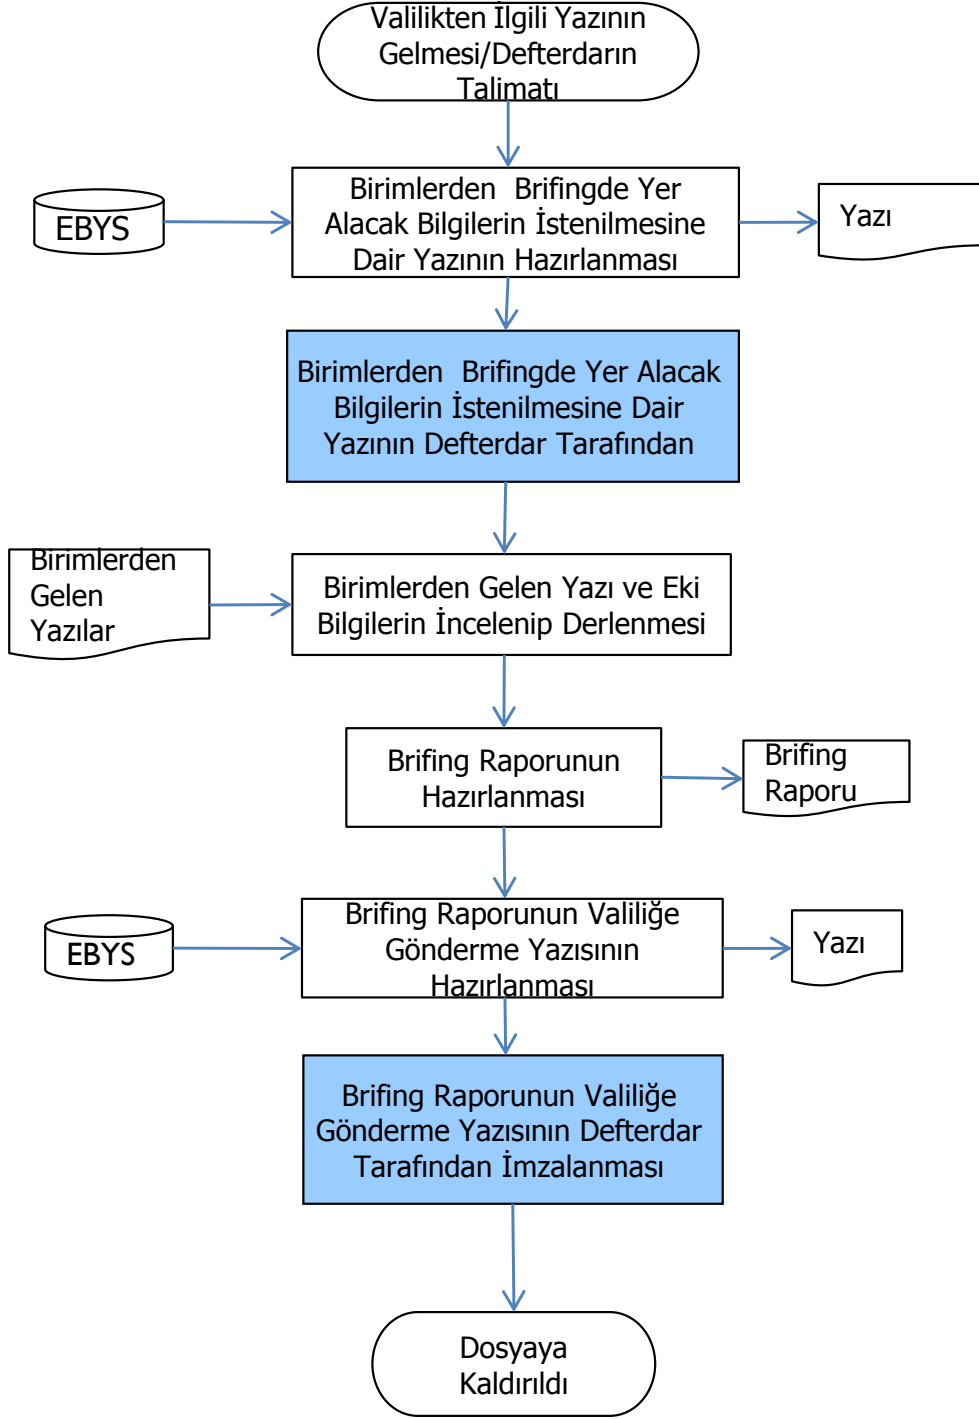 Valilikten İlgili Yazının
Gelmesi/Defterdarın
Talimatı
Birimlerden  Brifingde Yer
Alacak Bilgilerin İstenilmesine
Dair Yazının Hazırlanması
EBYS
Yazı
Birimlerden  Brifingde Yer Alacak
Bilgilerin İstenilmesine Dair
Yazının Defterdar Tarafından
Birimlerden
Gelen
Yazılar
Birimlerden Gelen Yazı ve Eki
Bilgilerin İncelenip Derlenmesi
Brifing Raporunun
Hazırlanması
Brifing
Raporu
Brifing Raporunun Valiliğe
Gönderme Yazısının
Hazırlanması
EBYS
Yazı
Brifing Raporunun Valiliğe
Gönderme Yazısının Defterdar
Tarafından İmzalanması
Dosyaya
Kaldırıldı